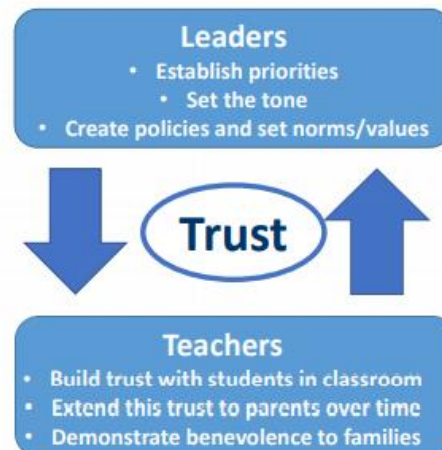 Leaders
• Establish priorities
• Set the tone
• Create policies and set norms/values
Trust
Teachers
• Build trust with students in classroom
• Extend this trust to parents over time
• Demonstrate benevolence to families